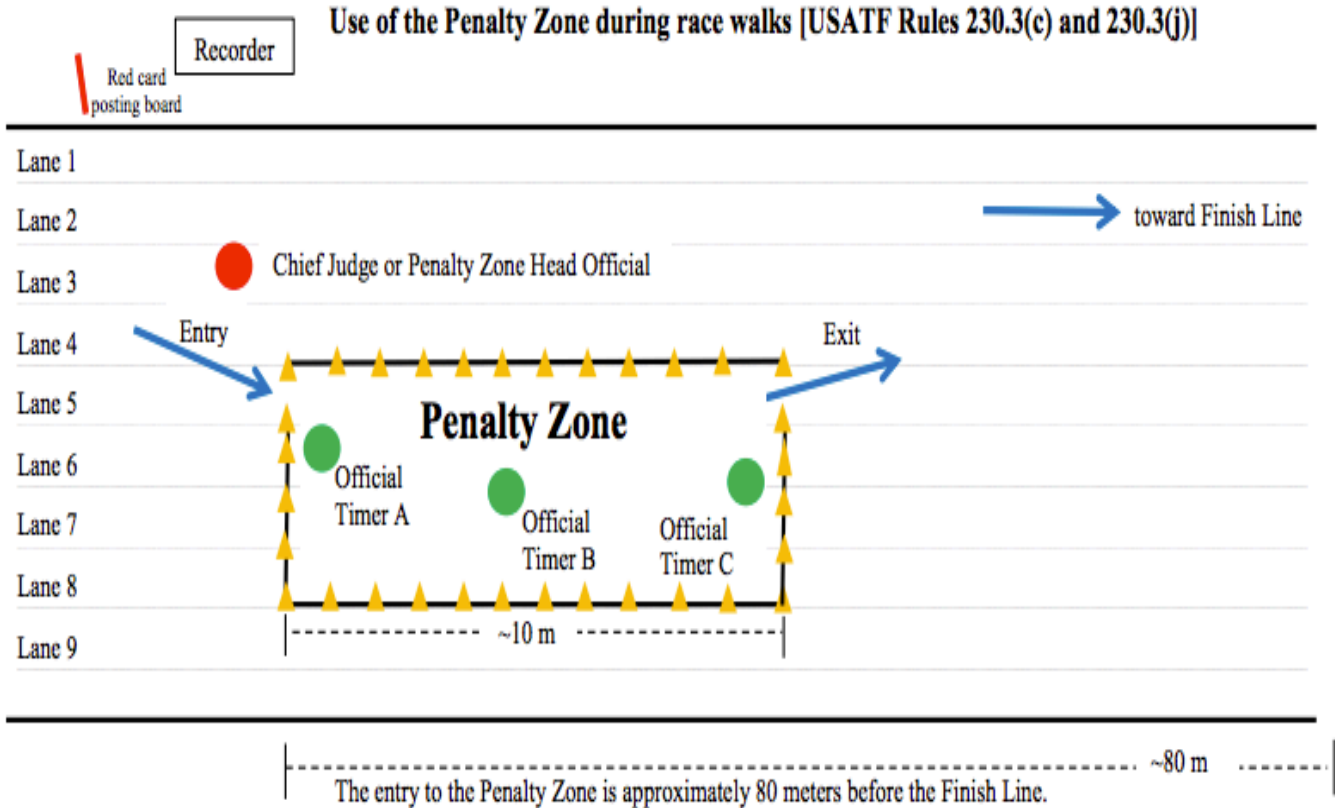 Use of the Penalty Zone during race walks [USATF Rules 230.3(c) and 230.3(j)]
Recorder
Red card
posting board
Lane 1
Lane 2
toward Finish Line
Chief Judge or Penalty Zone Head Official
Lane 3
Entry
Exit
Lane 4
Lane 5
Penalty Zone
Lane 6
Official
Timer A
Official
Timer B
Official
Timer C
Lane 7
Lane 8
~10 m
Lane 9
~80 m
The entry to the Penalty Zone is approximately 80 meters before the Finish Line.